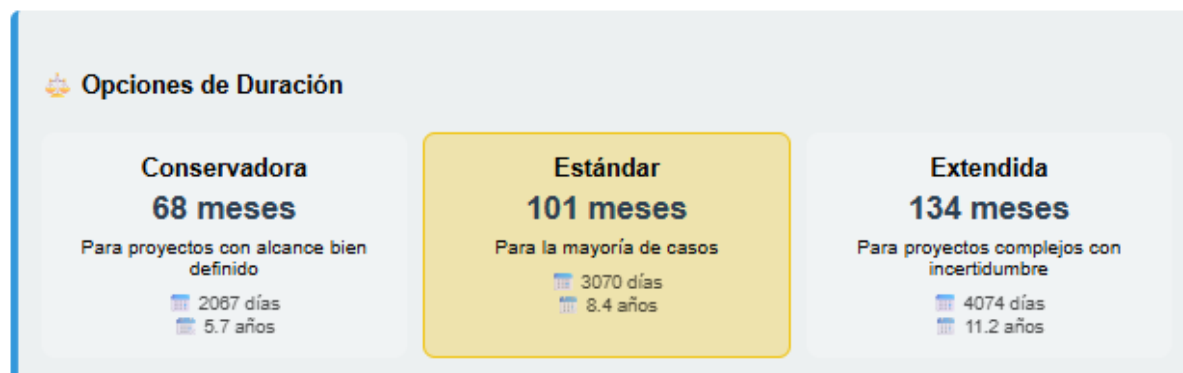 Opciones de Duración
Conservadora
68 meses
Para proyectos con alcance bien
definido
2067 días
5.7 años
Estándar
101 meses
Para la mayoría de casos
3070 días
8.4 años
Extendida
134 meses
Para proyectos complejos con
incertidumbre
4074 días
11.2 años